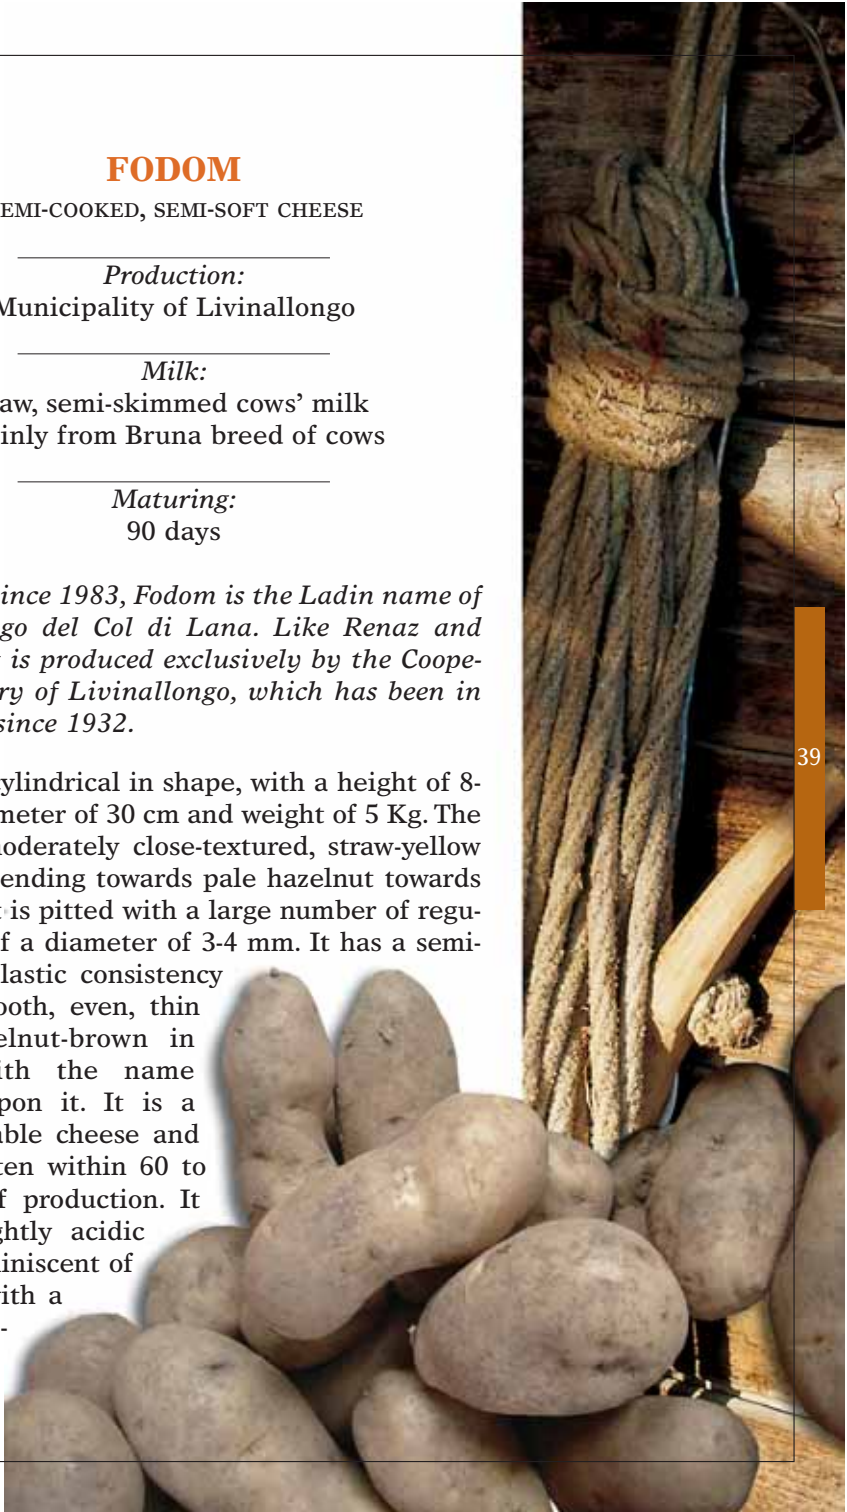 FODOM
EMI-COOKED, SEMI-SOFT CHEESE
Production:
Municipality of Livinallongo
Milk:
aw, semi-skimmed cows' milk
inly from Bruna breed of cows
Maturing:
90 days
ince 1983, Fodom is the Ladin name of
go del Col di Lana. Like Renaz and
is produced exclusively by the Coope-
ry of Livinallongo, which has been in
since 1932.
ylindrical in shape, with a height of 8-
meter of 30 cm and weight of 5 Kg. The
moderately close-textured, straw-yellow
ending towards pale hazelnut towards
t is pitted with a large number of regu-
f a diameter of 3-4 mm. It has a semi-
lastic consistency
ooth, even, thin
elnut-brown in
ith the name
pon it. It is a
able cheese and
ten within 60 to
f production. It
ghtly acidic
iniscent of
ith a
-
39